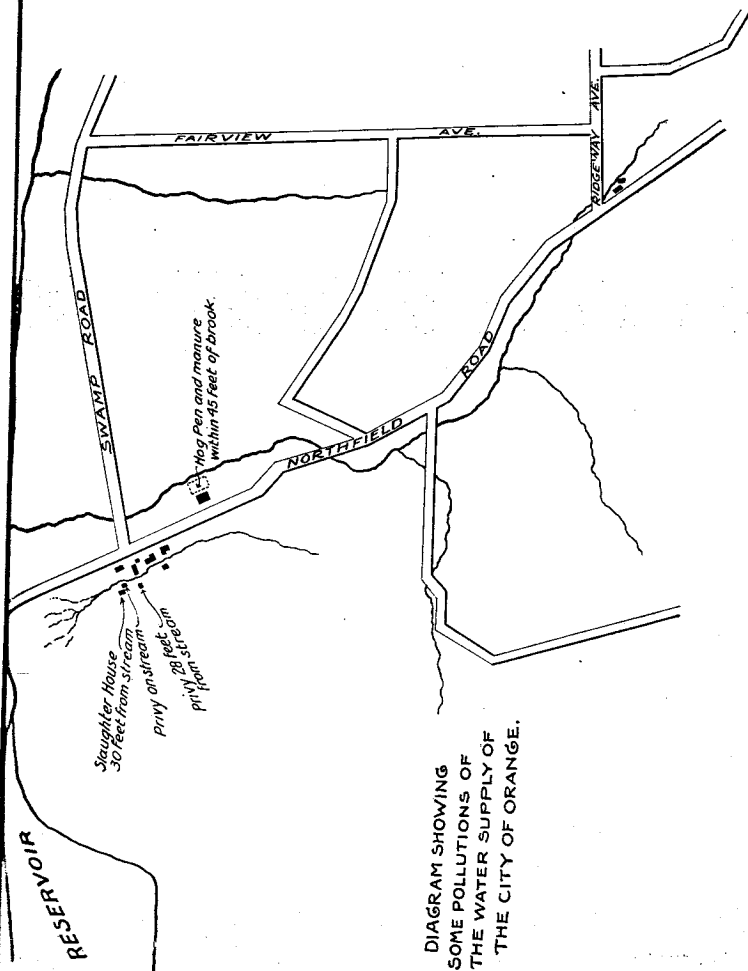 DIAGRAM SHOWING
SOME POLLUTIONS OF
THE WATER SUPPLY OF
THE CITY OF ORANGE.
RESERVOIR
Slaughter House
30 feet from stream
Privy on stream
privy 28 feet
from stream
SWAMP ROAD
Hog Pen and manure
within 45 feet of brook.
NORTHFIELD ROAD
FAIRVIEW AVE.
RIDGEWAY AVE.